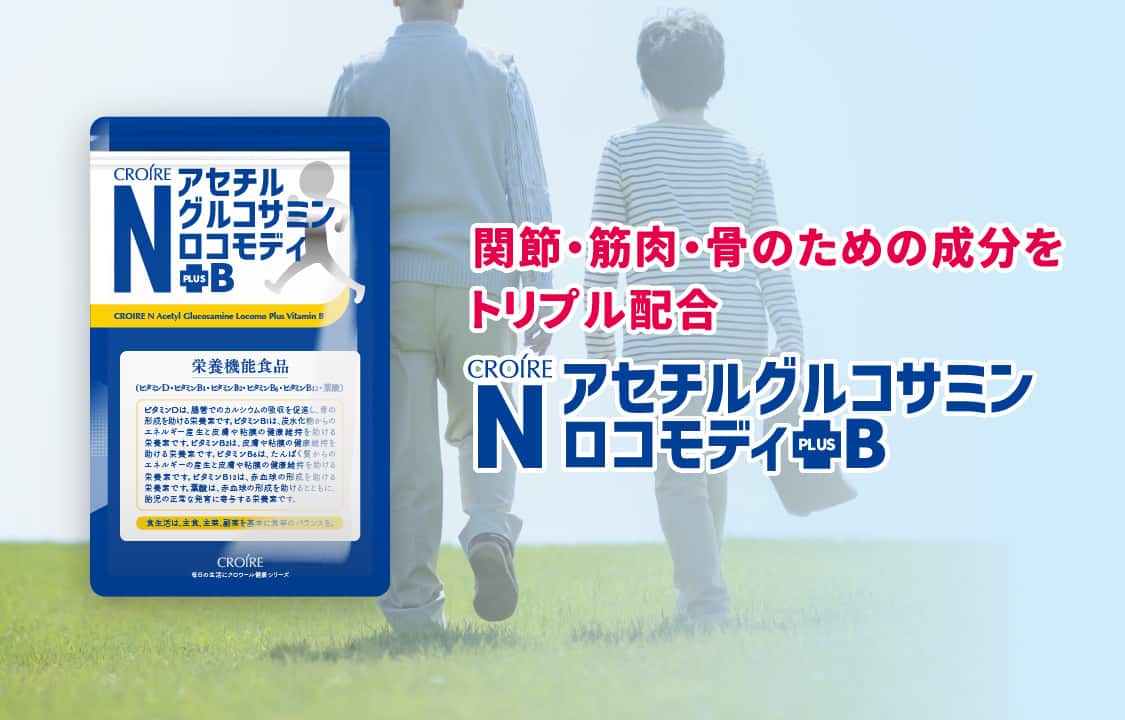 CROIRE
N アセチル
グルコサミン
ロコモディ
PLUS B
CROIRE N Acetyl Glucosamine Locomo Plus Vitamin B
栄養機能食品
(ビタミンD・ビタミンB1・ビタミンB2・ビタミンB6・ビタミンB12・葉酸)
ビタミンDは、腸管でのカルシウムの吸収を促進し、骨の
形成を助ける栄養素です。ビタミンB1は、炭水化物からの
エネルギー産生と皮膚や粘膜の健康維持を助ける
栄養素です。ビタミンB2は、皮膚や粘膜の健康維持を
助ける栄養素です。ビタミンB6は、たんぱく質からの
エネルギーの産生と皮膚や粘膜の健康維持を助ける
栄養素です。ビタミンB12は、赤血球の形成を助ける
栄養素です。葉酸は、赤血球の形成を助けるとともに、
胎児の正常な発育に寄与する栄養素です。
食生活は、主食、主菜、副菜を基本に食事のバランスを。
CROIRE
毎日の生活にクロワール健康シリーズ
関節・筋肉・骨のための成分を
トリプル配合
CROIRE
N アセチルグルコサミン
ロコモディ PLUS B